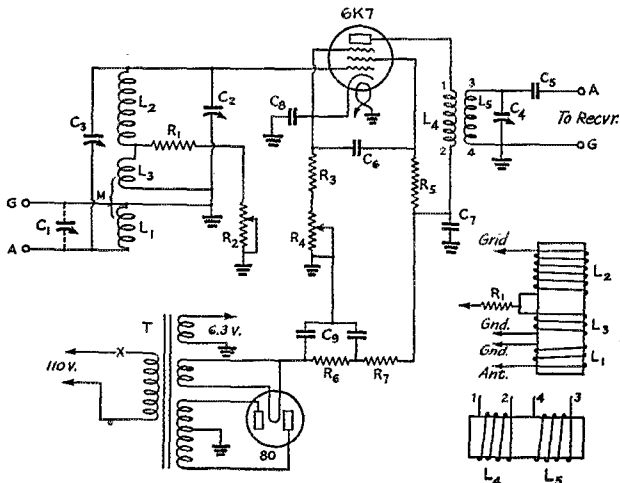 6K7
L2
C2
C8
C3
R1
L3
M
G
C1
L1
A
R2
C6
R3
R4
R5
1
3
L4
L5
2
4
C5
A
C4
To Recvr.
G
C7
T
6.3 V.
C9
110V.
X
R6
R7
80
Grid
L2
R1
L3
Gnd.
Gnd.
L1
Ant.
1 2 4 3
L4 L5